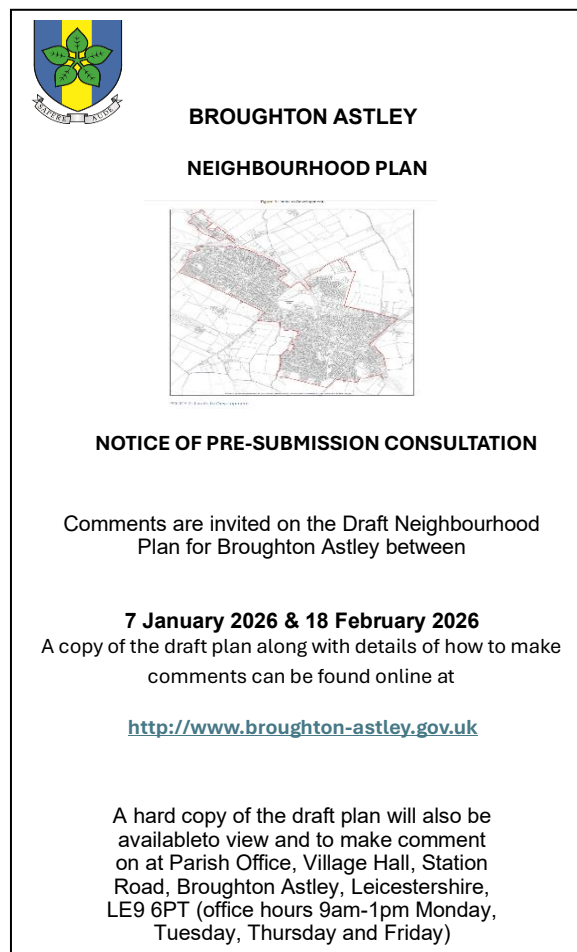 SAPERE AUDE
BROUGHTON ASTLEY
NEIGHBOURHOOD PLAN
NOTICE OF PRE-SUBMISSION CONSULTATION
Comments are invited on the Draft Neighbourhood
Plan for Broughton Astley between
7 January 2026 & 18 February 2026
A copy of the draft plan along with details of how to make
comments can be found online at
http://www.broughton-astley.gov.uk
A hard copy of the draft plan will also be
availableto view and to make comment
on at Parish Office, Village Hall, Station
Road, Broughton Astley, Leicestershire,
LE9 6PT (office hours 9am-1pm Monday,
Tuesday, Thursday and Friday)